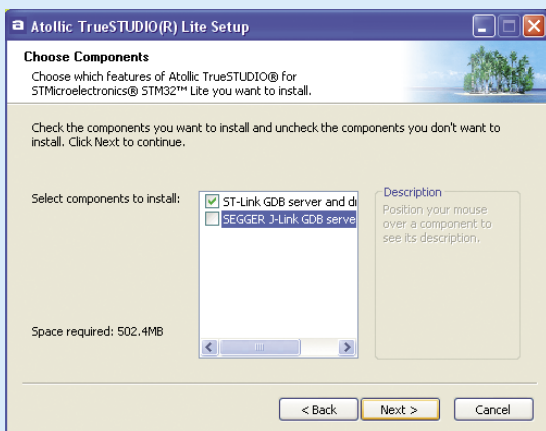 a Atollic TrueSTUDIO(R) Lite Setup
Choose Components
Choose which features of Atollic TrueSTUDIO® for
STMicroelectronics® STM32™ Lite you want to install.
Check the components you want to install and uncheck the components you don't want to
install. Click Next to continue.
Select components to install:
ST-Link GDB server and
SEGGER J-Link GDB
Description
Position your mouse
over a component to
see its description.
Space required: 502.4MB
< Back
Next >
Cancel